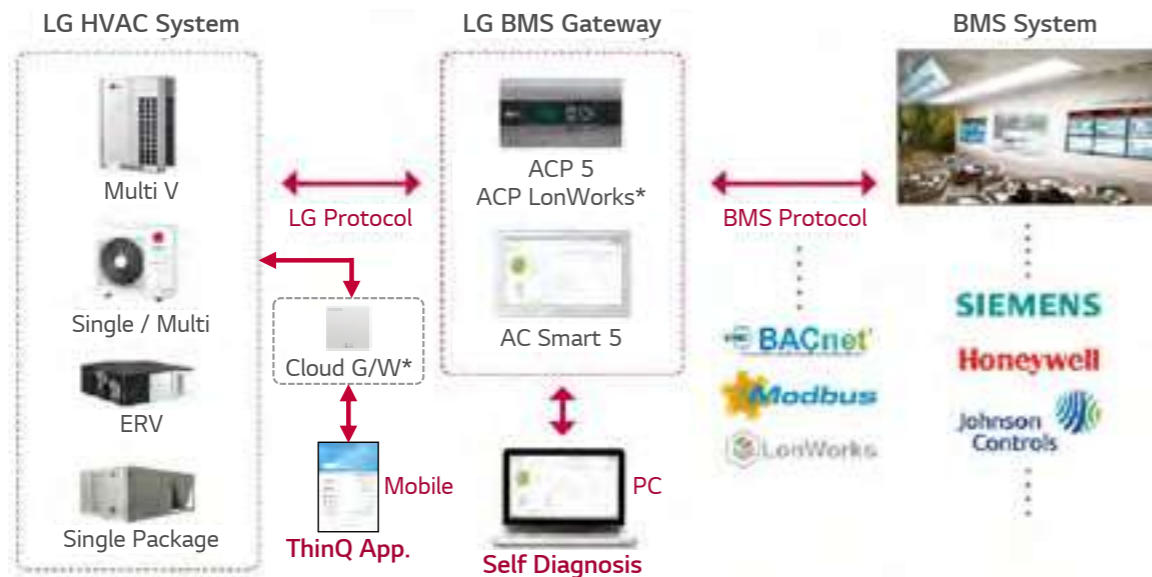 LG HVAC System
LG BMS Gateway
BMS System
Multi V
Single / Multi
ERV
Single Package
LG Protocol
Cloud G/W*
Mobile
ThinQ App.
ACP 5
ACP LonWorks*
AC Smart 5
PC
Self Diagnosis
BMS Protocol
BACnet
Modbus
LonWorks
SIEMENS
Honeywell
Johnson
Controls